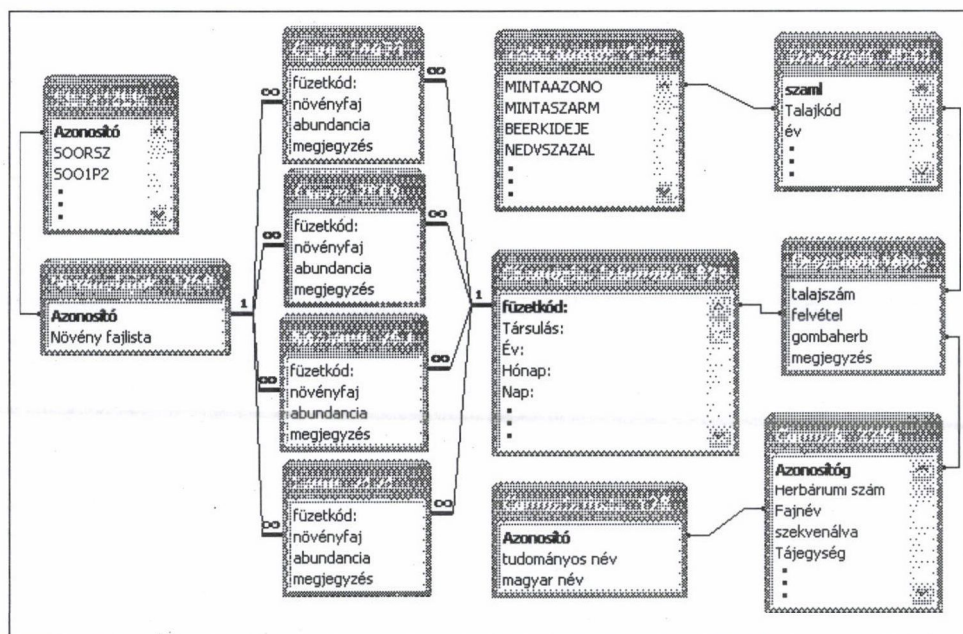 Azonosító
SOORSZ
SOO1P2
Azonosító
Növény fajlista
füzetkód:
növényfaj
abundancia
megjegyzés
füzetkód:
növényfaj
abundancia
megjegyzés
füzetkód:
növényfaj
abundancia
megjegyzés
füzetkód:
növényfaj
abundancia
megjegyzés
∞
∞
∞
∞
∞
∞
∞
∞
1
1
MINTAAZONO
MINTASZARM
BEERKIDEJE
NEDVSZAZAL
szaml
Talajkód
év
füzetkód:
Társulás:
Év:
Hónap:
Nap:
talajszám
felvétel
gombaherb
megjegyzés
Azonosító
tudományos név
magyar név
Azonosítóg
Herbáriumi szám
Fajnév
szekvenálva
Tájegység